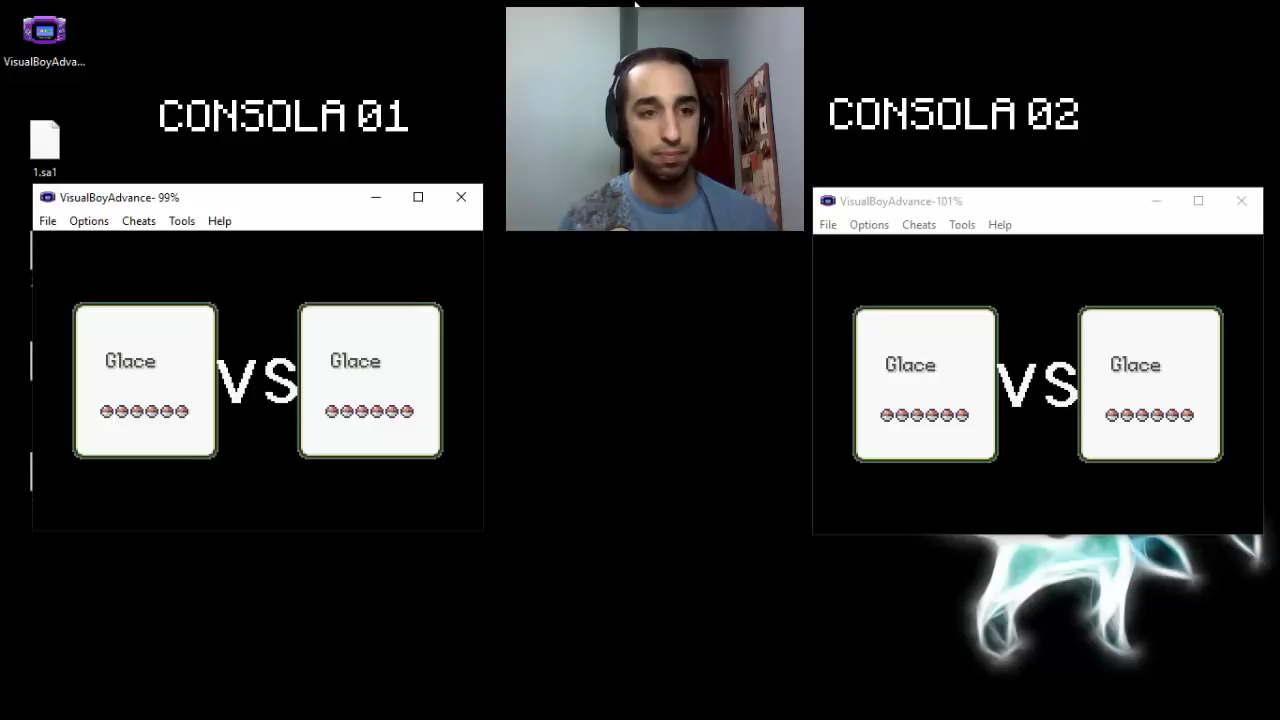 VisualBoyAdva...
CONSOLA 01
CONSOLA 02
1.sa1
VisualBoyAdvance- 99%
File Options Cheats Tools Help
Glace
VS
Glace
VisualBoyAdvance-101%
File Options Cheats Tools Help
Glace
VS
Glace